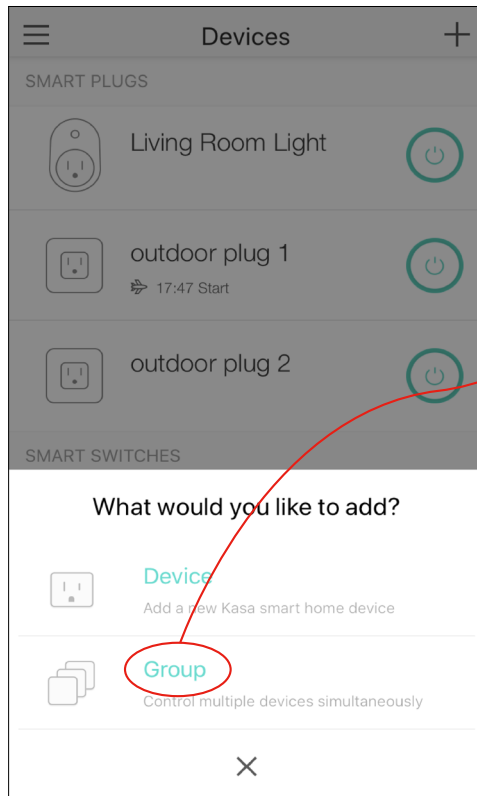 Devices
SMART PLUGS
Living Room Light
outdoor plug 1
17:47 Start
outdoor plug 2
SMART SWITCHES
What would you like to add?
Device
Add a new Kasa smart home device
Group
Control multiple devices simultaneously